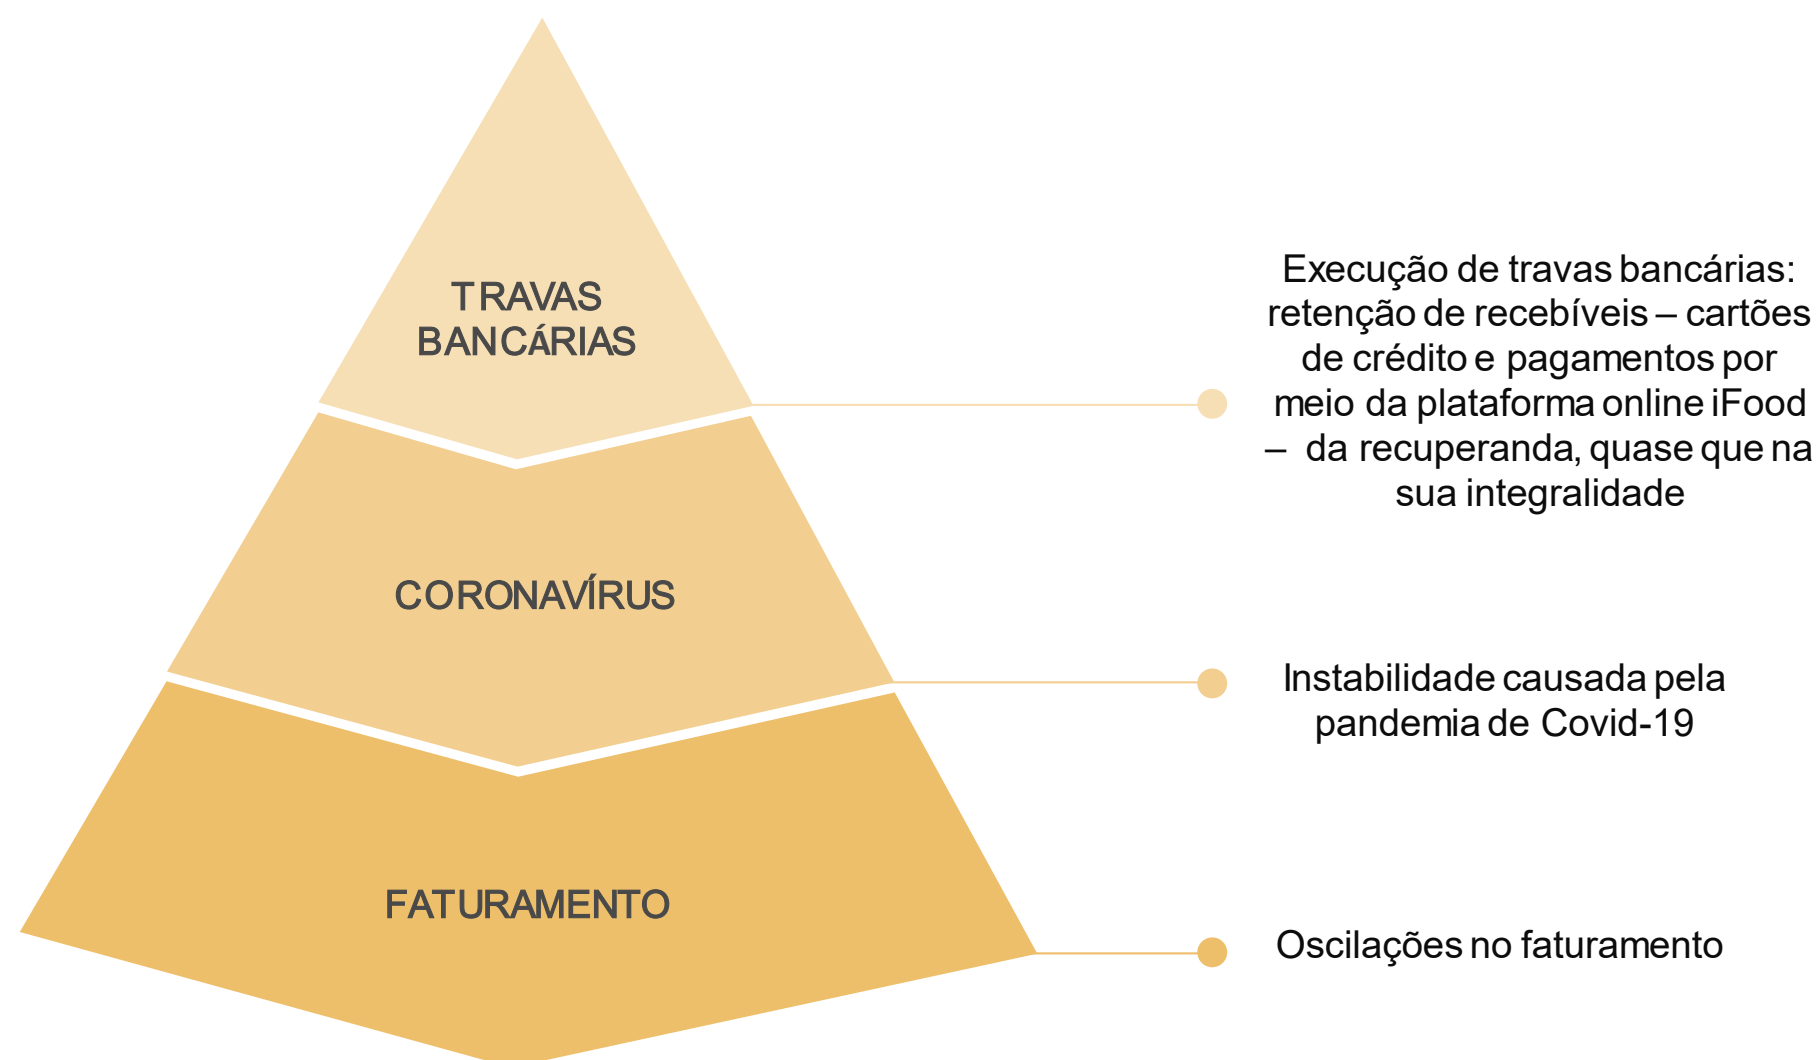 TRAVAS
BANCÁRIAS
Execução de travas bancárias:
retenção de recebíveis – cartões
de crédito e pagamentos por
meio da plataforma online iFood
– da recuperanda, quase que na
sua integralidade
CORONAVÍRUS
Instabilidade causada pela
pandemia de Covid-19
FATURAMENTO
Oscilações no faturamento